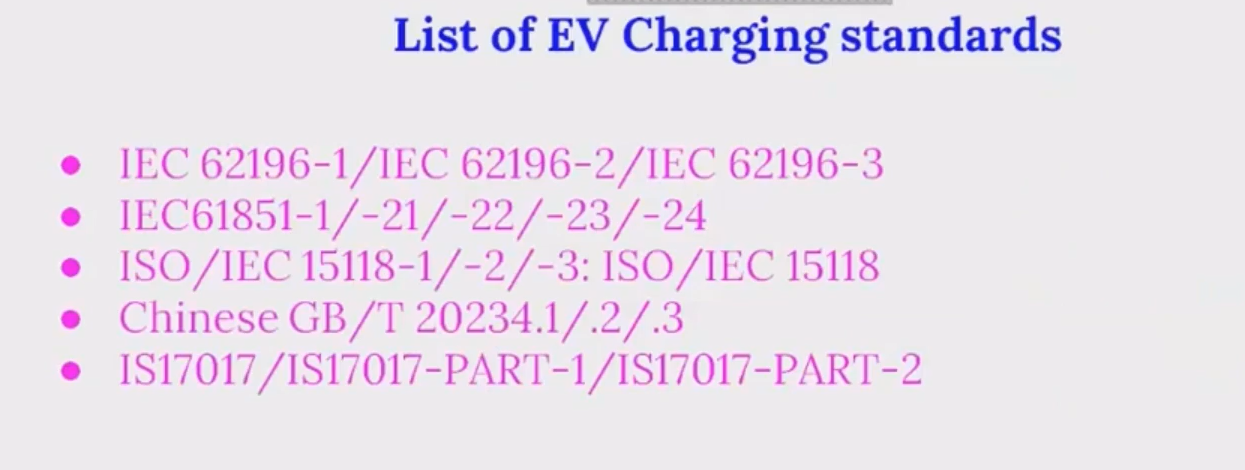 List of EV Charging standards
● IEC 62196-1/IEC 62196-2/IEC 62196-3
● IEC61851-1/-21/-22/-23/-24
● ISO/IEC 15118-1/-2/-3: ISO/IEC 15118
● Chinese GB/T 20234.1/.2/.3
● IS17017/IS17017-PART-1/IS17017-PART-2